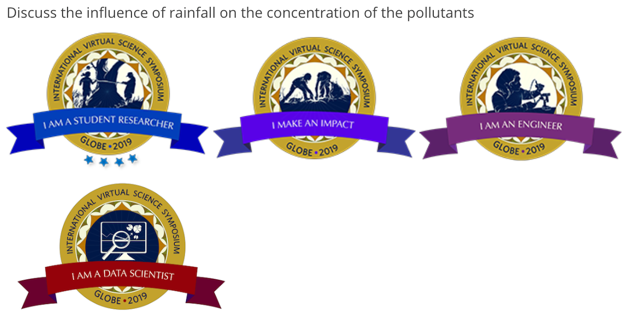 Discuss the influence of rainfall on the concentration of the pollutants
INTERNATIONAL VIRTUAL SCIENCE SYMPOSIUM
I AM A STUDENT RESEARCHER
GLOBE • 2019
INTERNATIONAL VIRTUAL SCIENCE SYMPOSIUM
I MAKE AN IMPACT
GLOBE • 2019
INTERNATIONAL VIRTUAL SCIENCE SYMPOSIUM
I AM AN ENGINEER
GLOBE • 2019
INTERNATIONAL VIRTUAL SCIENCE SYMPOSIUM
I AM A DATA SCIENTIST
GLOBE • 2019